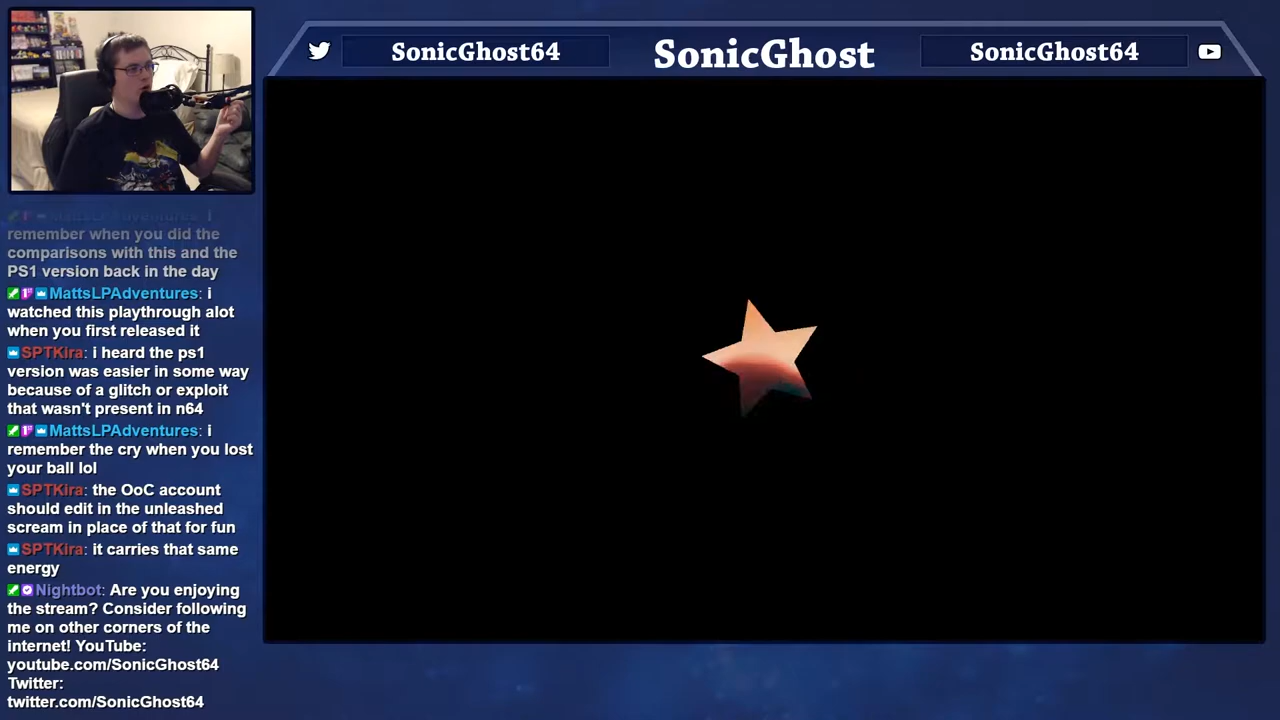 SonicGhost64
SonicGhost
SonicGhost64
MattsLPAdventures: i
remember when you did the
comparisons with this and the
PS1 version back in the day
MattsLPAdventures: i
watched this playthrough alot
when you first released it
SPTKira: i heard the ps1
version was easier in some way
because of a glitch or exploit
that wasn't present in n64
MattsLPAdventures: i
remember the cry when you lost
your ball lol
SPTKira: the OoC account
should edit in the unleashed
scream in place of that for fun
SPTKira: it carries that same
energy
Nightbot: Are you enjoying
the stream? Consider following
me on other corners of the
internet! YouTube:
youtube.com/SonicGhost64
Twitter:
twitter.com/SonicGhost64